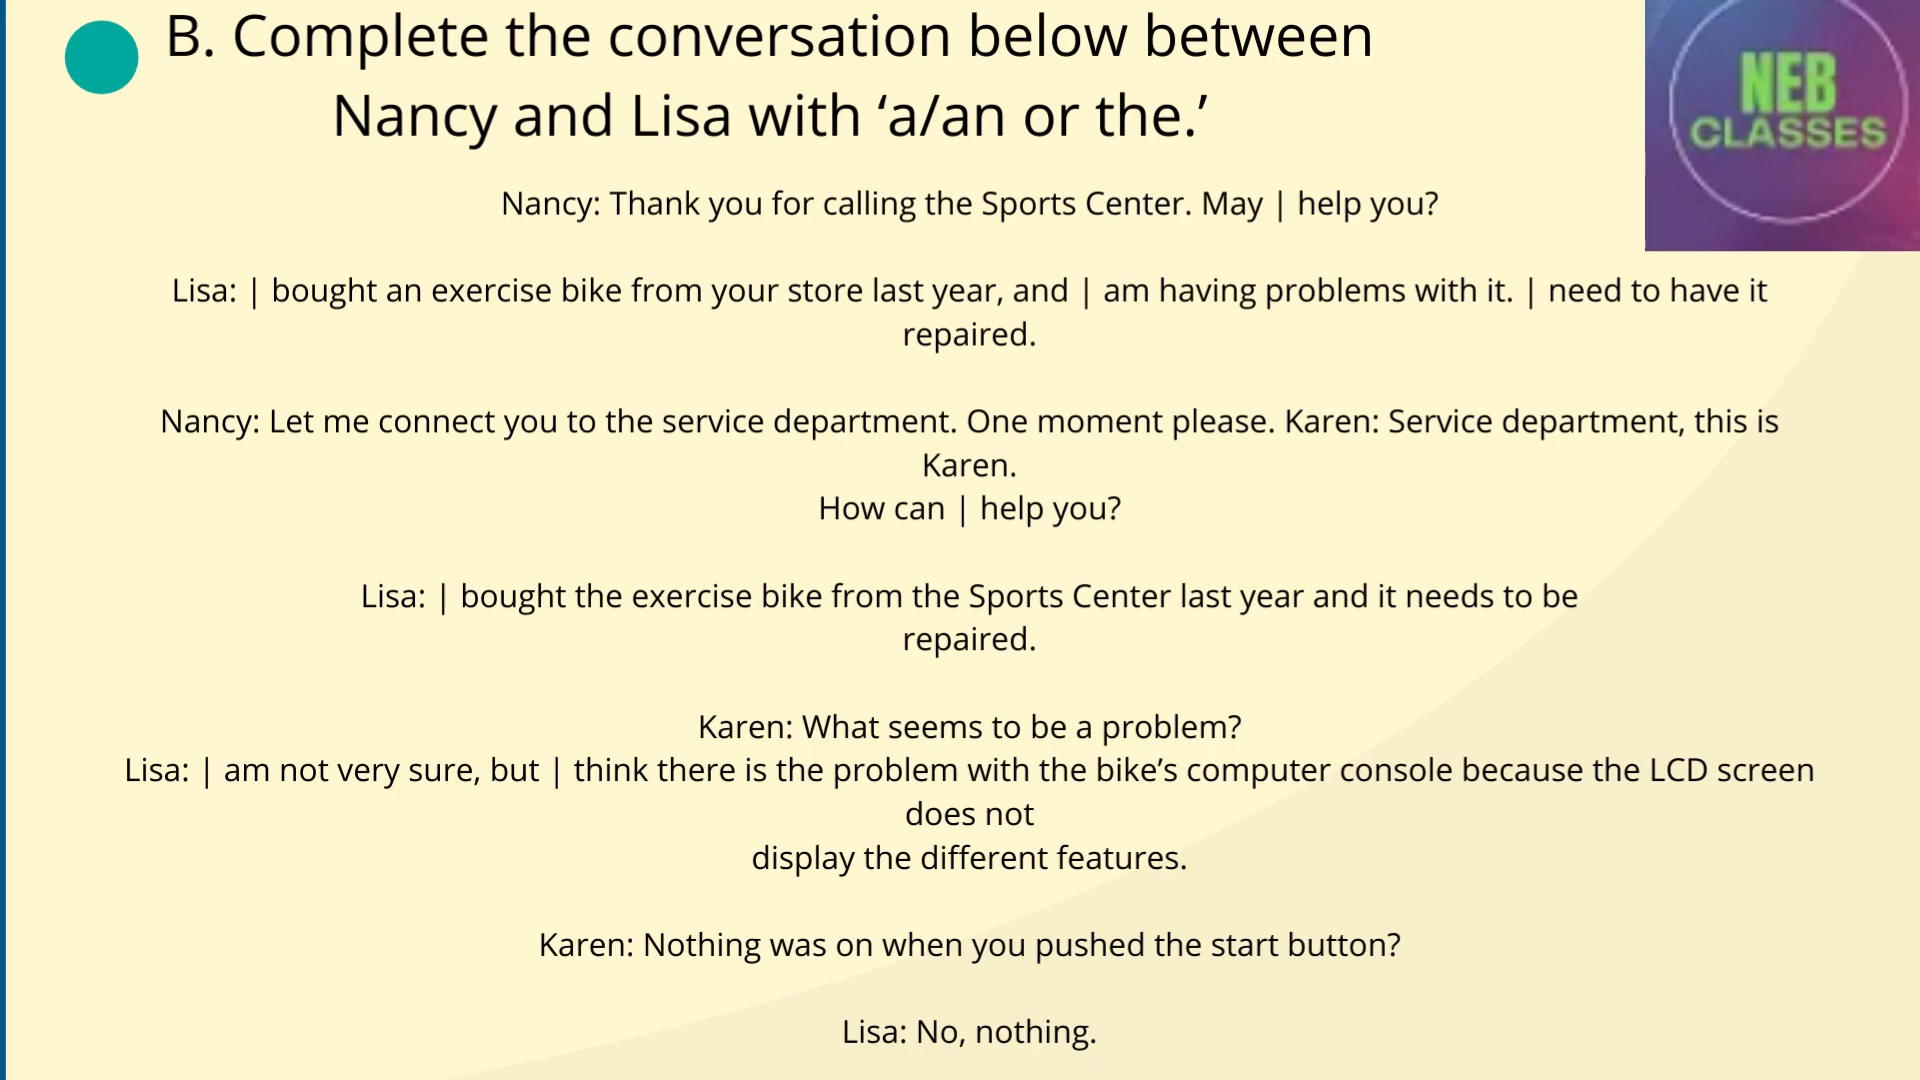 B. Complete the conversation below between
Nancy and Lisa with ‘a/an or the.’
NEB
CLASSES
Nancy: Thank you for calling the Sports Center. May | help you?
Lisa: | bought an exercise bike from your store last year, and | am having problems with it. | need to have it
repaired.
Nancy: Let me connect you to the service department. One moment please. Karen: Service department, this is
Karen.
How can | help you?
Lisa: | bought the exercise bike from the Sports Center last year and it needs to be
repaired.
Karen: What seems to be a problem?
Lisa: | am not very sure, but | think there is the problem with the bike’s computer console because the LCD screen
does not
display the different features.
Karen: Nothing was on when you pushed the start button?
Lisa: No, nothing.